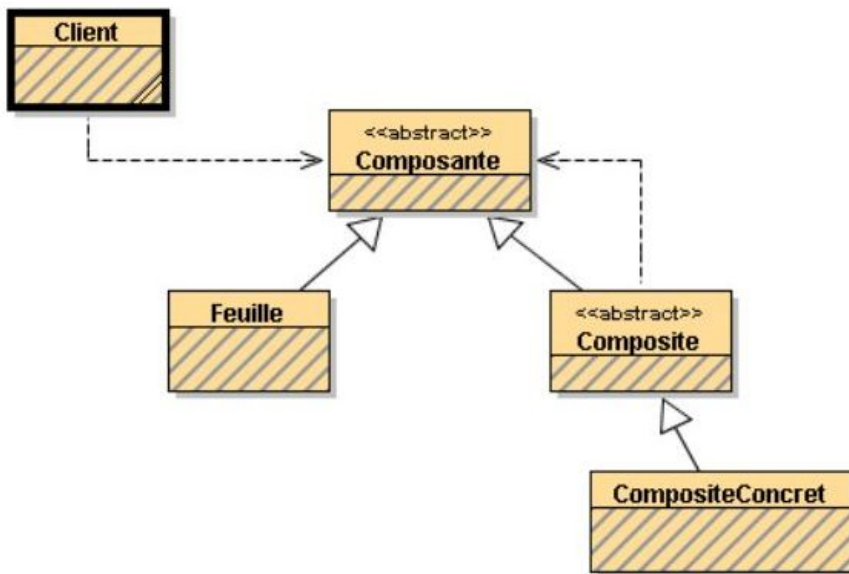 Client
<<abstract>>
Composante
Feuille
<<abstract>>
Composite
CompositeConcret